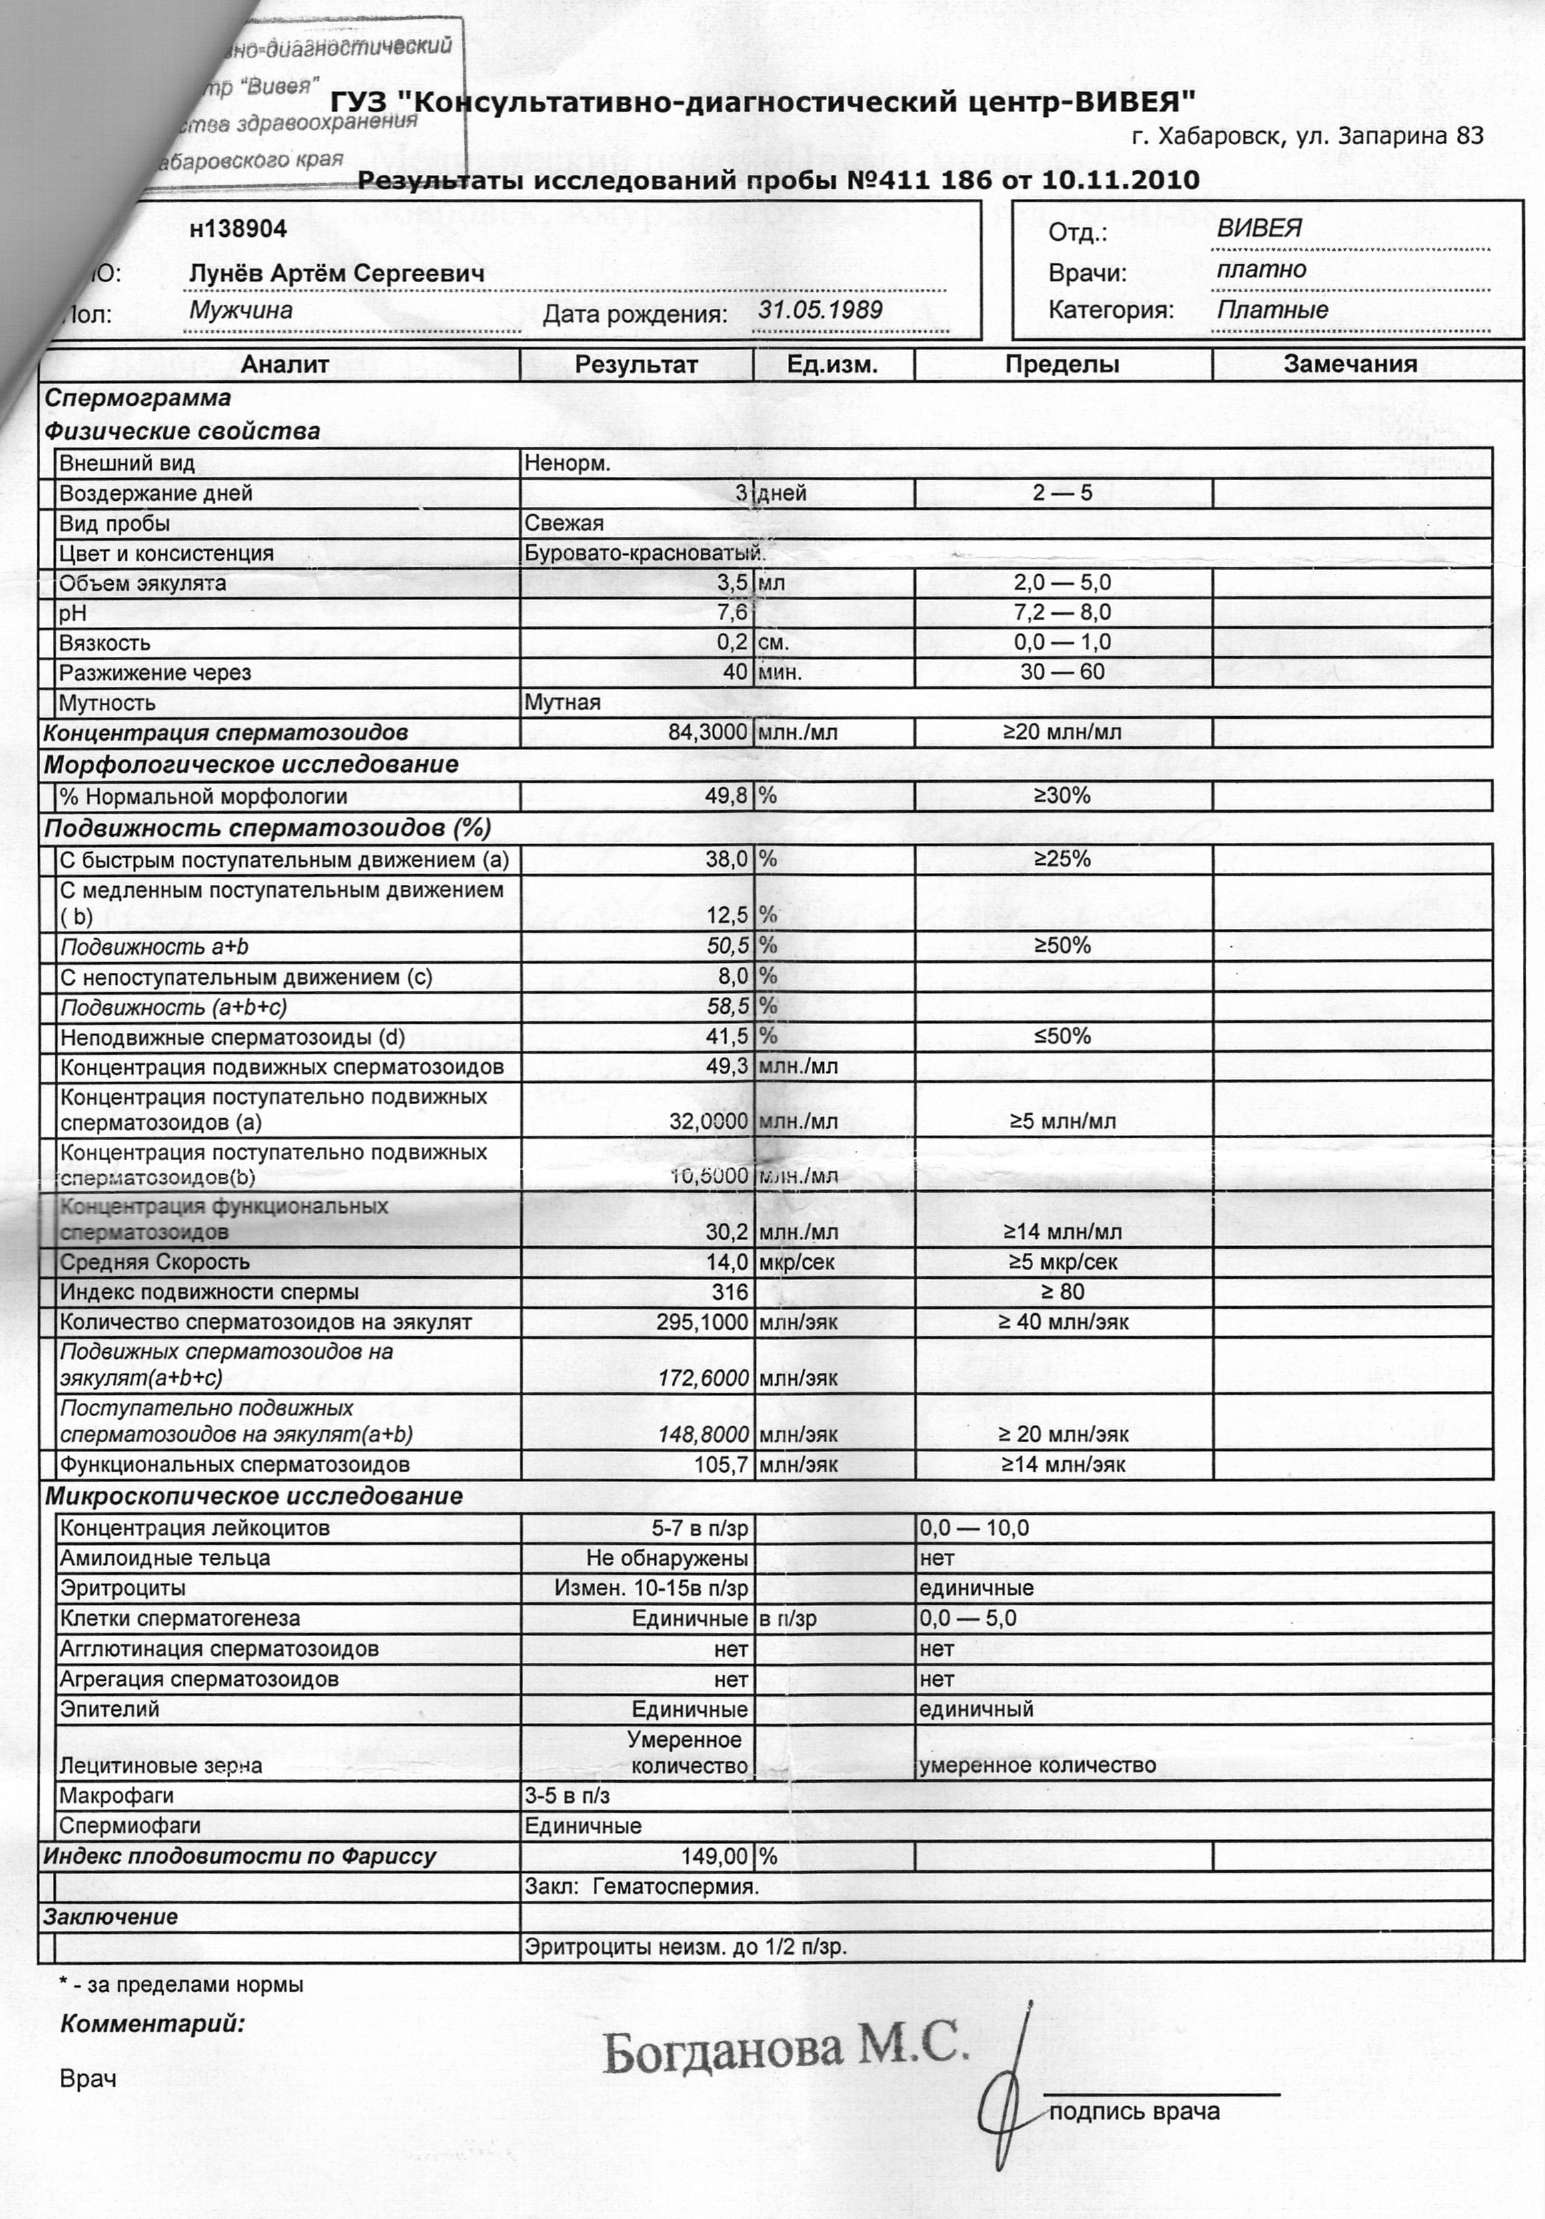 но-диагностический
тр "Вивея"
ства здравоохранения
абаровского края
ГУЗ "Консультативно-диагностический центр-ВИВЕЯ"
г. Хабаровск, ул. Запарина 83
Результаты исследований пробы №411 186 от 10.11.2010
н138904
Ю: Лунёв Артём Сергеевич
Пол: Мужчина Дата рождения: 31.05.1989
Отд.: ВИВЕЯ
Врачи: платно
Категория: Платные
Аналит Результат Ед.изм. Пределы Замечания
Спермограмма
Физические свойства
Внешний вид Ненорм.
Воздержание дней 3 дней 2 — 5
Вид пробы Свежая
Цвет и консистенция Буровато-красноватый.
Объем эякулята 3,5 мл 2,0 — 5,0
pH 7,6 7,2 — 8,0
Вязкость 0,2 см. 0,0 — 1,0
Разжижение через 40 мин. 30 — 60
Мутность Мутная
Концентрация сперматозоидов 84,3000 млн./мл ≥20 млн/мл
Морфологическое исследование
% Нормальной морфологии 49,8 % ≥30%
Подвижность сперматозоидов (%)
С быстрым поступательным движением (a) 38,0 % ≥25%
С медленным поступательным движением
( b) 12,5 %
Подвижность a+b 50,5 % ≥50%
С непоступательным движением (c) 8,0 %
Подвижность (a+b+c) 58,5 %
Неподвижные сперматозоиды (d) 41,5 % ≤50%
Концентрация подвижных сперматозоидов 49,3 млн./мл
Концентрация поступательно подвижных
сперматозоидов (a) 32,0000 млн./мл ≥5 млн/мл
Концентрация поступательно подвижных
сперматозоидов(b) 10,5000 млн./мл
Концентрация функциональных
сперматозоидов 30,2 млн./мл ≥14 млн/мл
Средняя Скорость 14,0 мкр/сек ≥5 мкр/сек
Индекс подвижности спермы 316 ≥ 80
Количество сперматозоидов на эякулят 295,1000 млн/эяк ≥ 40 млн/эяк
Подвижных сперматозоидов на
эякулят(a+b+c) 172,6000 млн/эяк
Поступательно подвижных
сперматозоидов на эякулят(a+b) 148,8000 млн/эяк ≥ 20 млн/эяк
Функциональных сперматозоидов 105,7 млн/эяк ≥14 млн/эяк
Микроскопическое исследование
Концентрация лейкоцитов 5-7 в п/зр 0,0 — 10,0
Амилоидные тельца Не обнаружены нет
Эритроциты Измен. 10-15в п/зр единичные
Клетки сперматогенеза Единичные в п/зр 0,0 — 5,0
Агглютинация сперматозоидов нет нет
Агрегация сперматозоидов нет нет
Эпителий Единичные единичный
Умеренное
Лецитиновые зерна количество умеренное количество
Макрофаги 3-5 в п/з
Спермиофаги Единичные
Индекс плодовитости по Фариссу 149,00 %
Закл: Гематоспермия.
Заключение
Эритроциты неизм. до 1/2 п/зр.
* - за пределами нормы
Комментарий:
Богданова М.С.
Врач
подпись врача